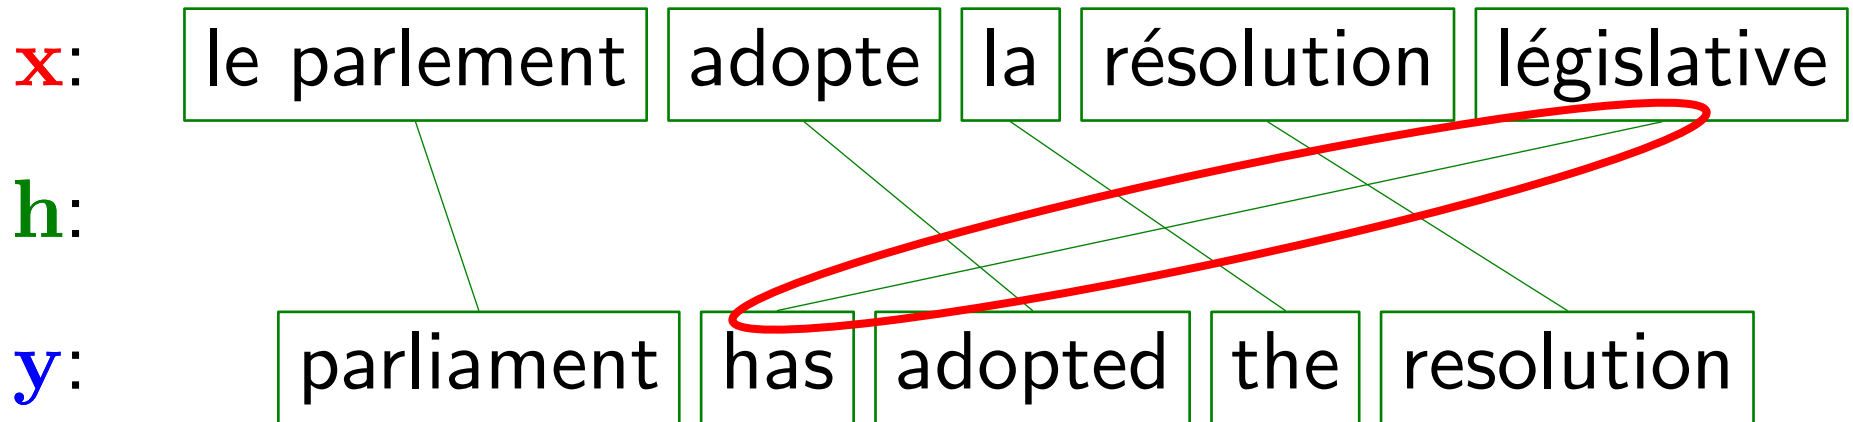 x: le parlement adopte la résolution législative
h:
y: parliament has adopted the resolution